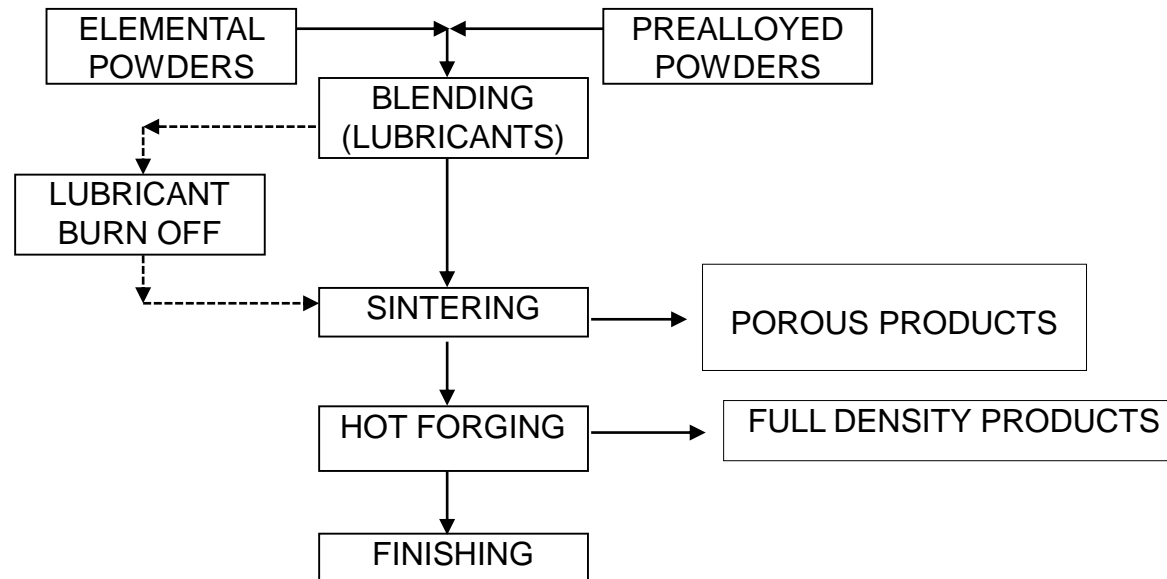 ELEMENTAL
POWDERS
PREALLOYED
POWDERS
BLENDING
(LUBRICANTS)
LUBRICANT
BURN OFF
SINTERING
POROUS PRODUCTS
HOT FORGING
FULL DENSITY PRODUCTS
FINISHING